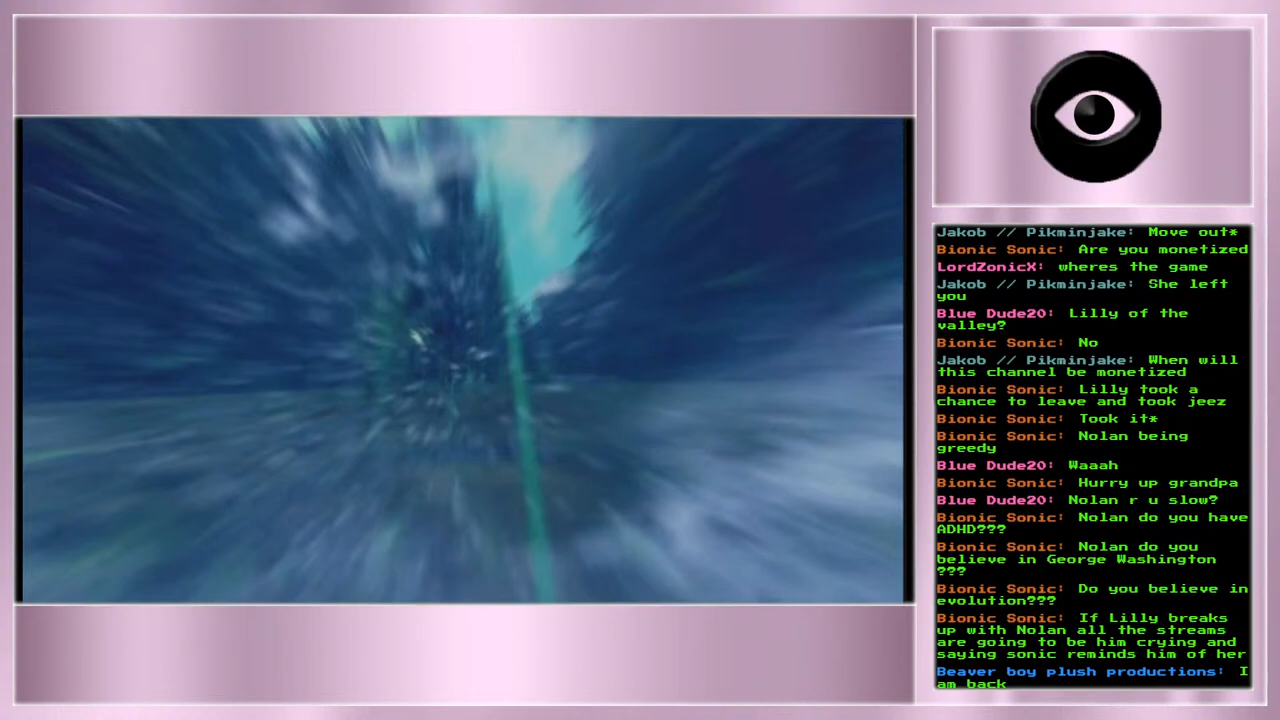 Jakob // Pikminjake: Move out*
Bionic Sonic: Are you monetized
LordZonicX: wheres the game
Jakob // Pikminjake: She left
you
Blue Dude20: Lilly of the
valley?
Bionic Sonic: No
Jakob // Pikminjake: When will
this channel be monetized
Bionic Sonic: Lilly took a
chance to leave and took jeez
Bionic Sonic: Took it*
Bionic Sonic: Nolan being
greedy
Blue Dude20: Waaah
Bionic Sonic: Hurry up grandpa
Blue Dude20: Nolan r u slow?
Bionic Sonic: Nolan do you have
ADHD???
Bionic Sonic: Nolan do you
believe in George Washington
???
Bionic Sonic: Do you believe in
evolution???
Bionic Sonic: If Lilly breaks
up with Nolan all the streams
are going to be him crying and
saying sonic reminds him of her
Beaver boy plush productions: I
am back